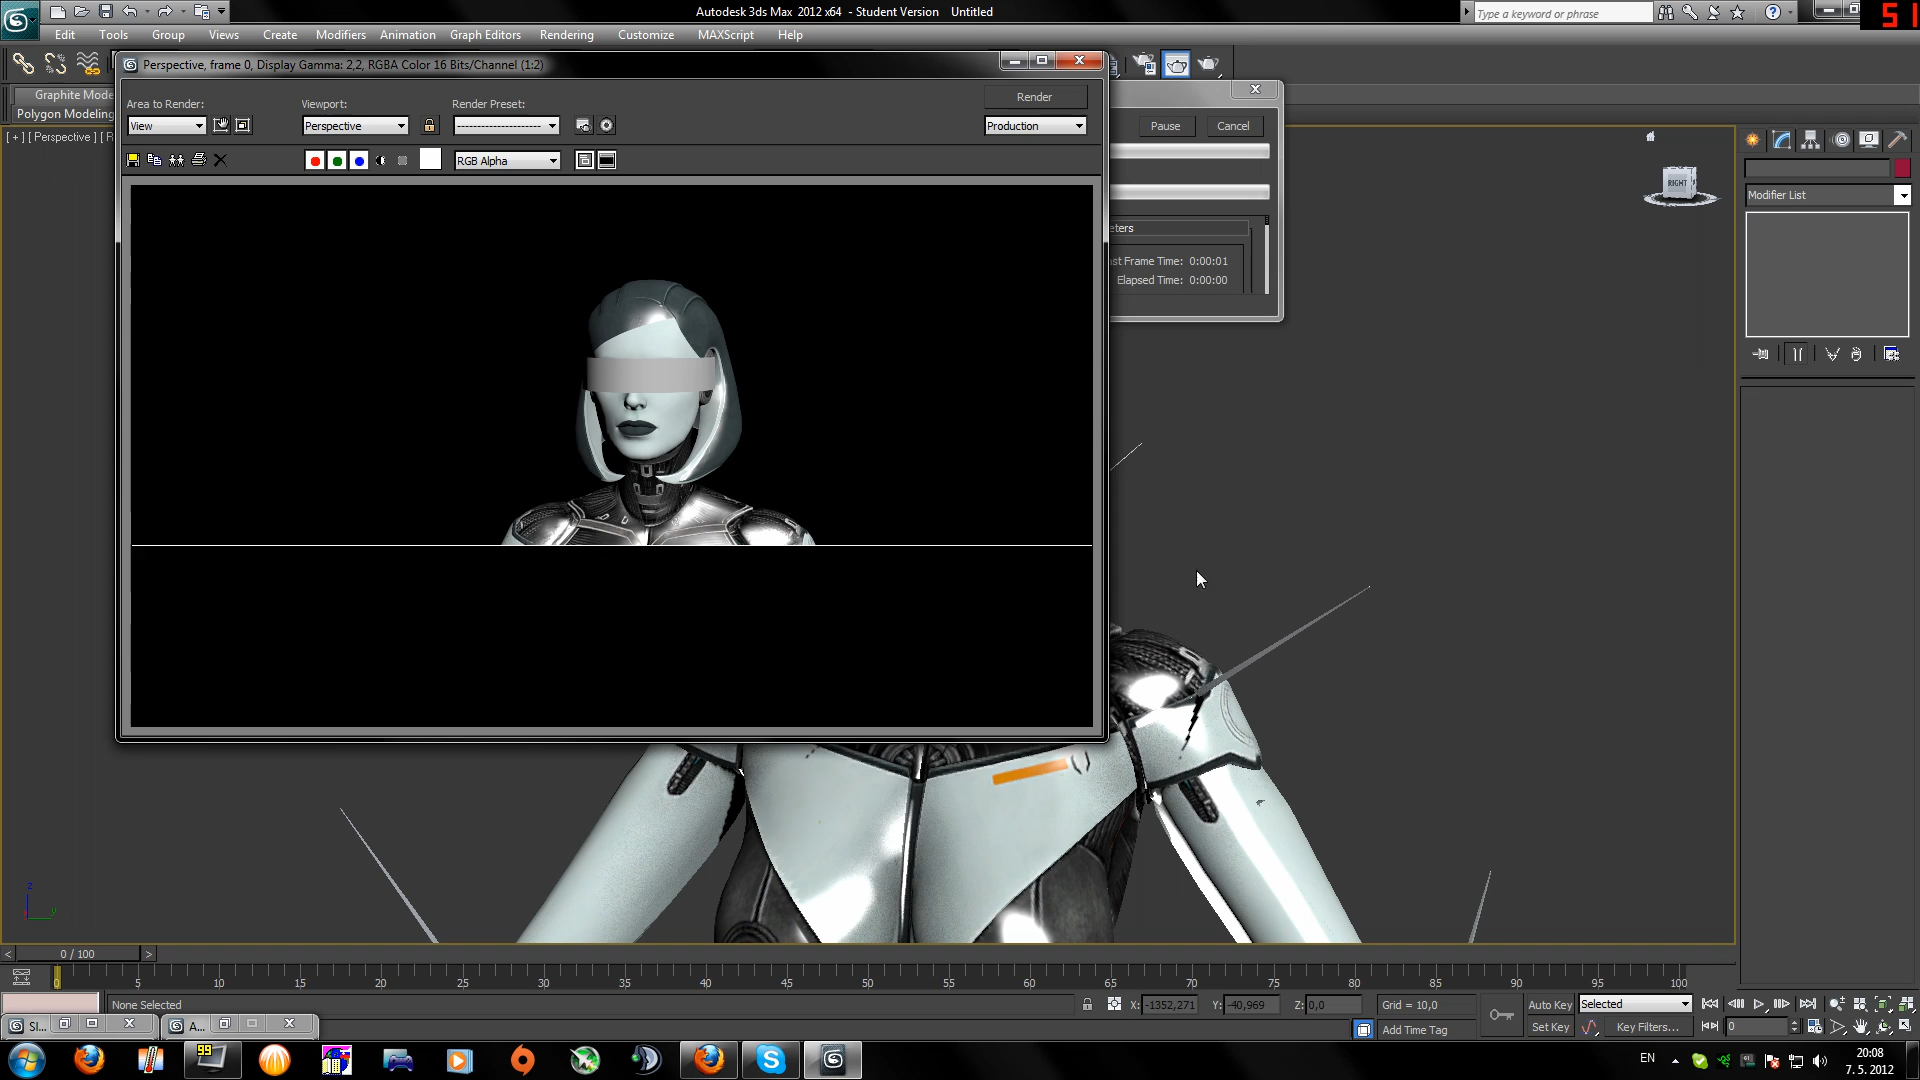 Autodesk 3ds Max 2012 x64 - Student Version Untitled
Type a keyword or phrase
51
Edit Tools Group Views Create Modifiers Animation Graph Editors Rendering Customize MAXScript Help
Perspective, frame 0, Display Gamma: 2,2, RGBA Color 16 Bits/Channel (1:2)
Graphite Mode
Polygon Modeling
[ + ] [ Perspective ] [ R
Area to Render:
Viewport:
Render Preset:
Render
View
Perspective
Production
RGB Alpha
Pause
Cancel
eters
st Frame Time: 0:00:01
Elapsed Time: 0:00:00
RIGHT
Modifier List
z
y
< 0 / 100 >
0 5 10 15 20 25 30 35 40 45 50 55 60 65 70 75 80 85 90 95 100
None Selected
X: -1352,271 Y: -40,969 Z: 0,0
Grid = 10,0
Auto Key
Selected
Sl...
A...
Add Time Tag
Set Key
Key Filters...
0
99
EN
20:08
7. 5. 2012